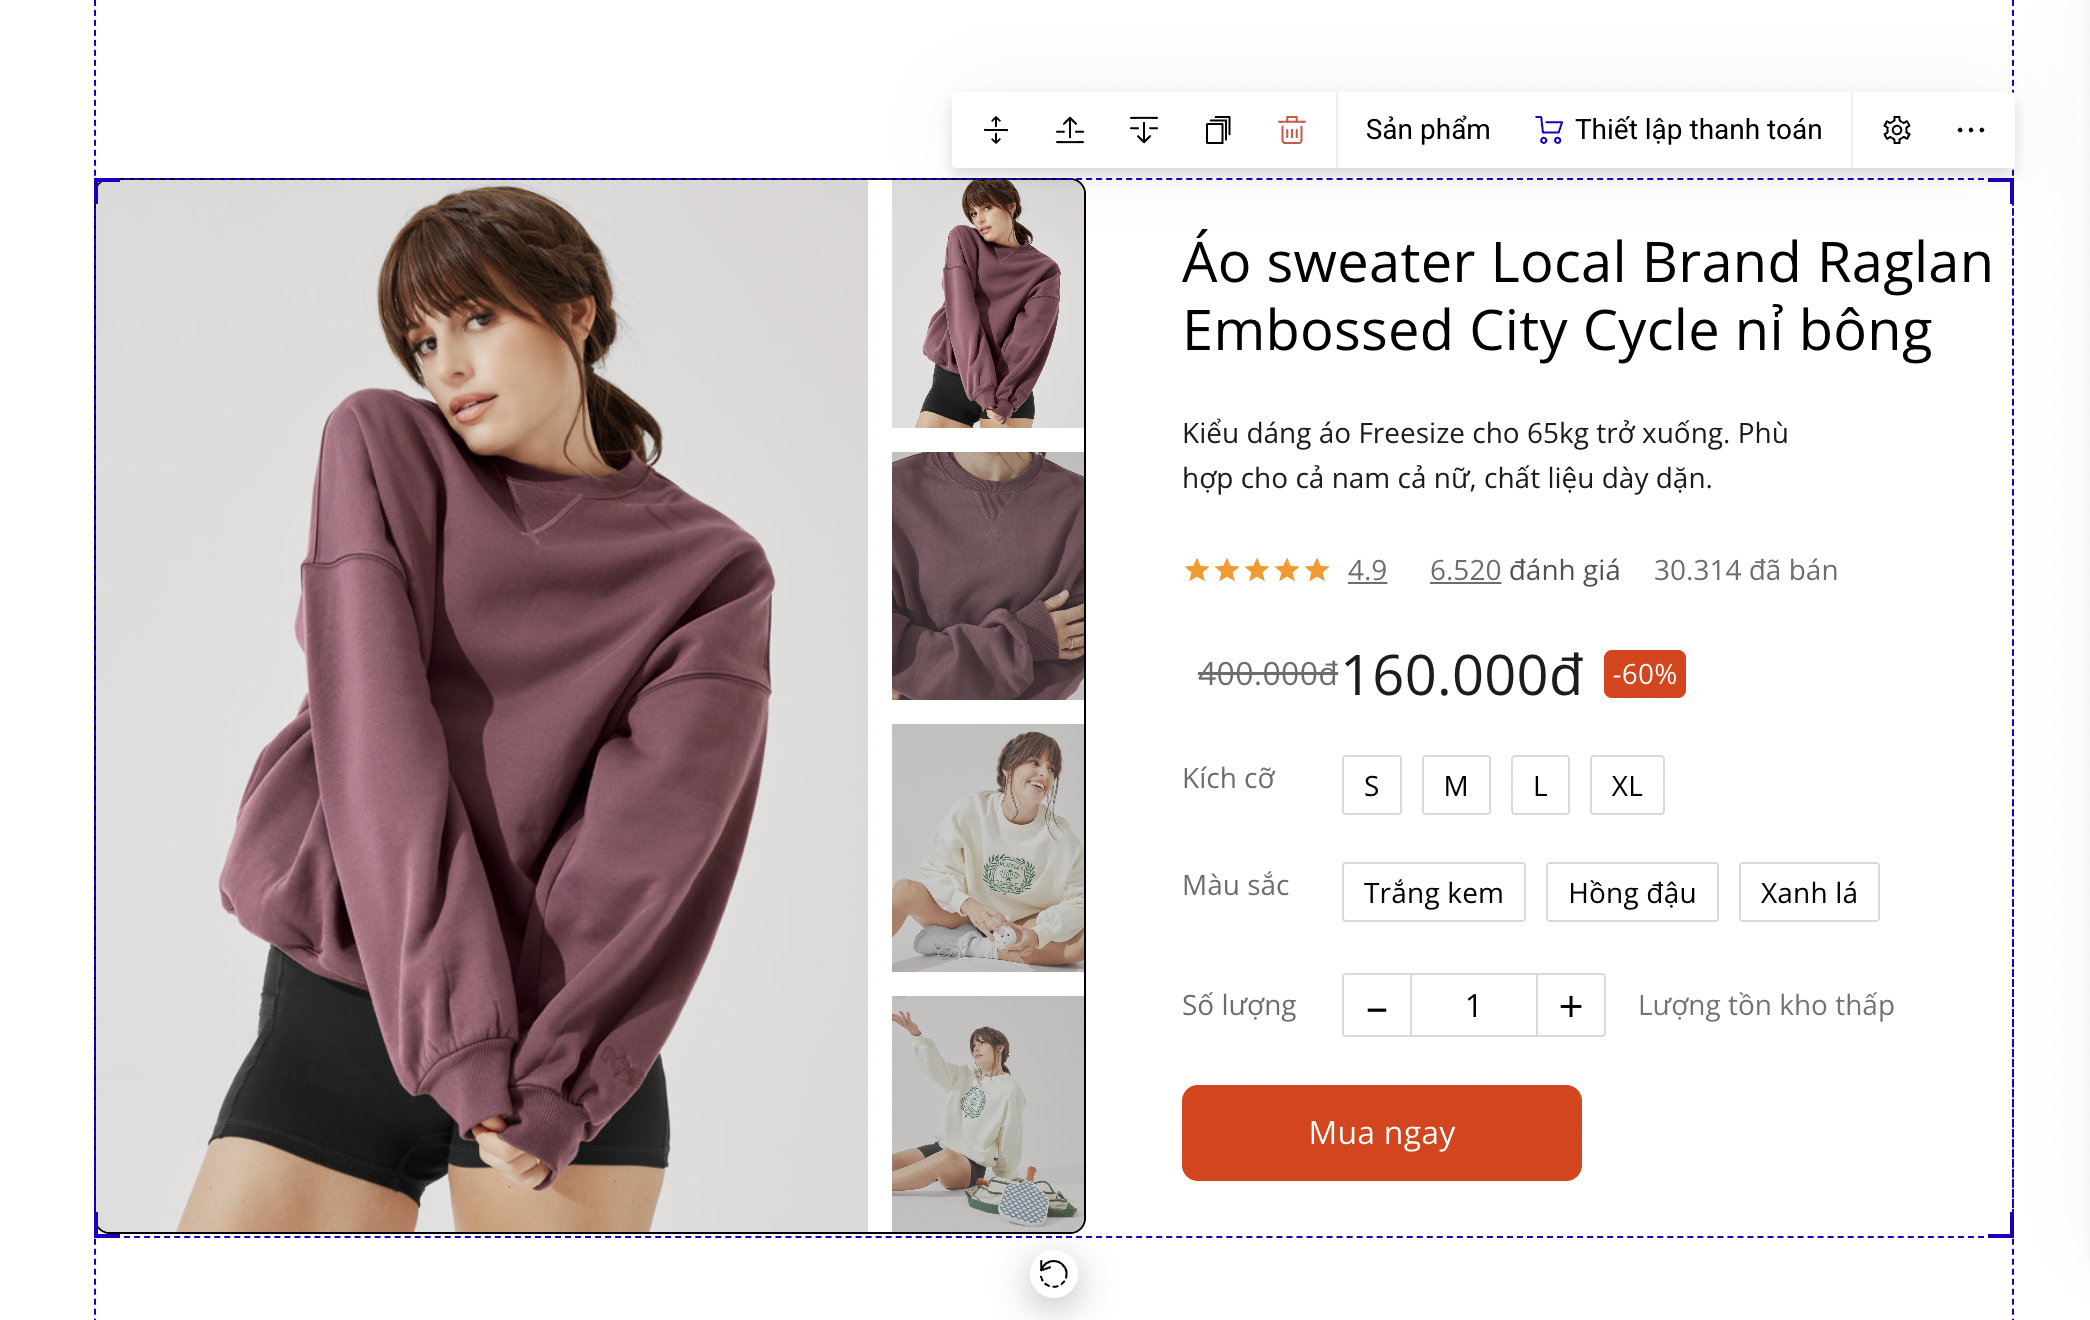 Sản phẩm
Thiết lập thanh toán
Áo sweater Local Brand Raglan
Embossed City Cycle nỉ bông
Kiểu dáng áo Freesize cho 65kg trở xuống. Phù
hợp cho cả nam cả nữ, chất liệu dày dặn.
4.9 6.520 đánh giá 30.314 đã bán
400.000đ 160.000đ -60%
Kích cỡ S M L XL
Màu sắc Trắng kem Hồng đậu Xanh lá
Số lượng – 1 + Lượng tồn kho thấp
Mua ngay